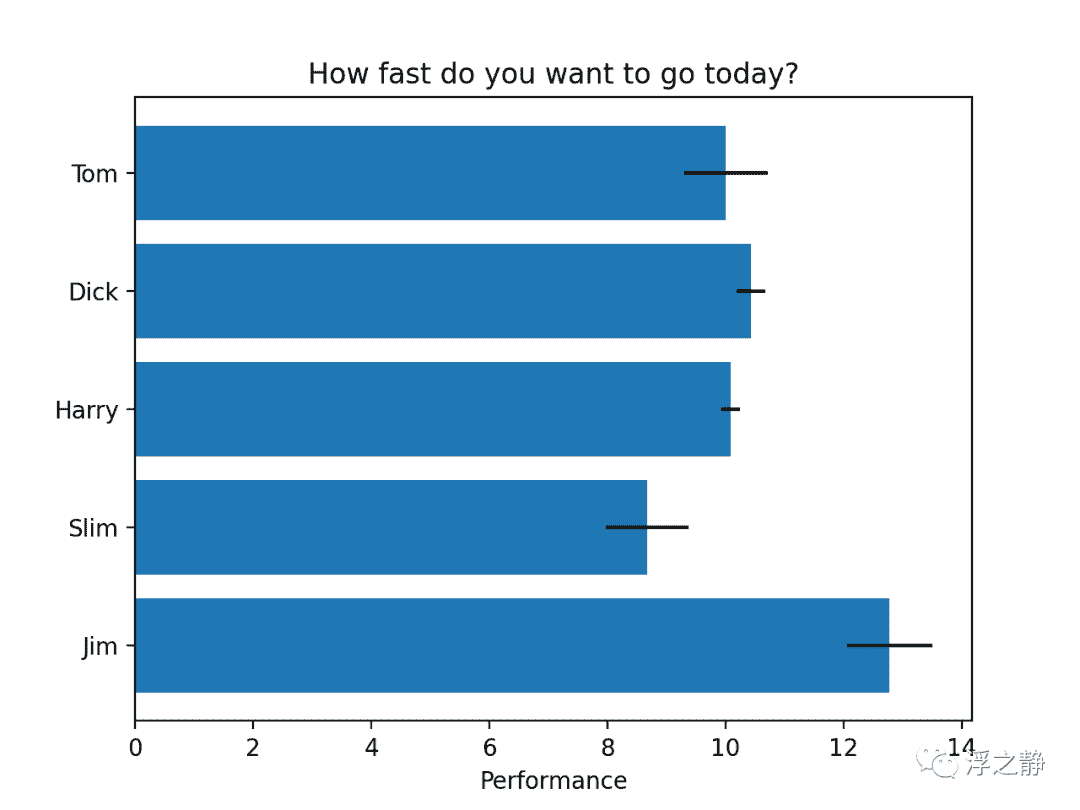 How fast do you want to go today?
Tom
Dick
Harry
Slim
Jim
0 2 4 6 8 10 12 14
Performance
浮之静